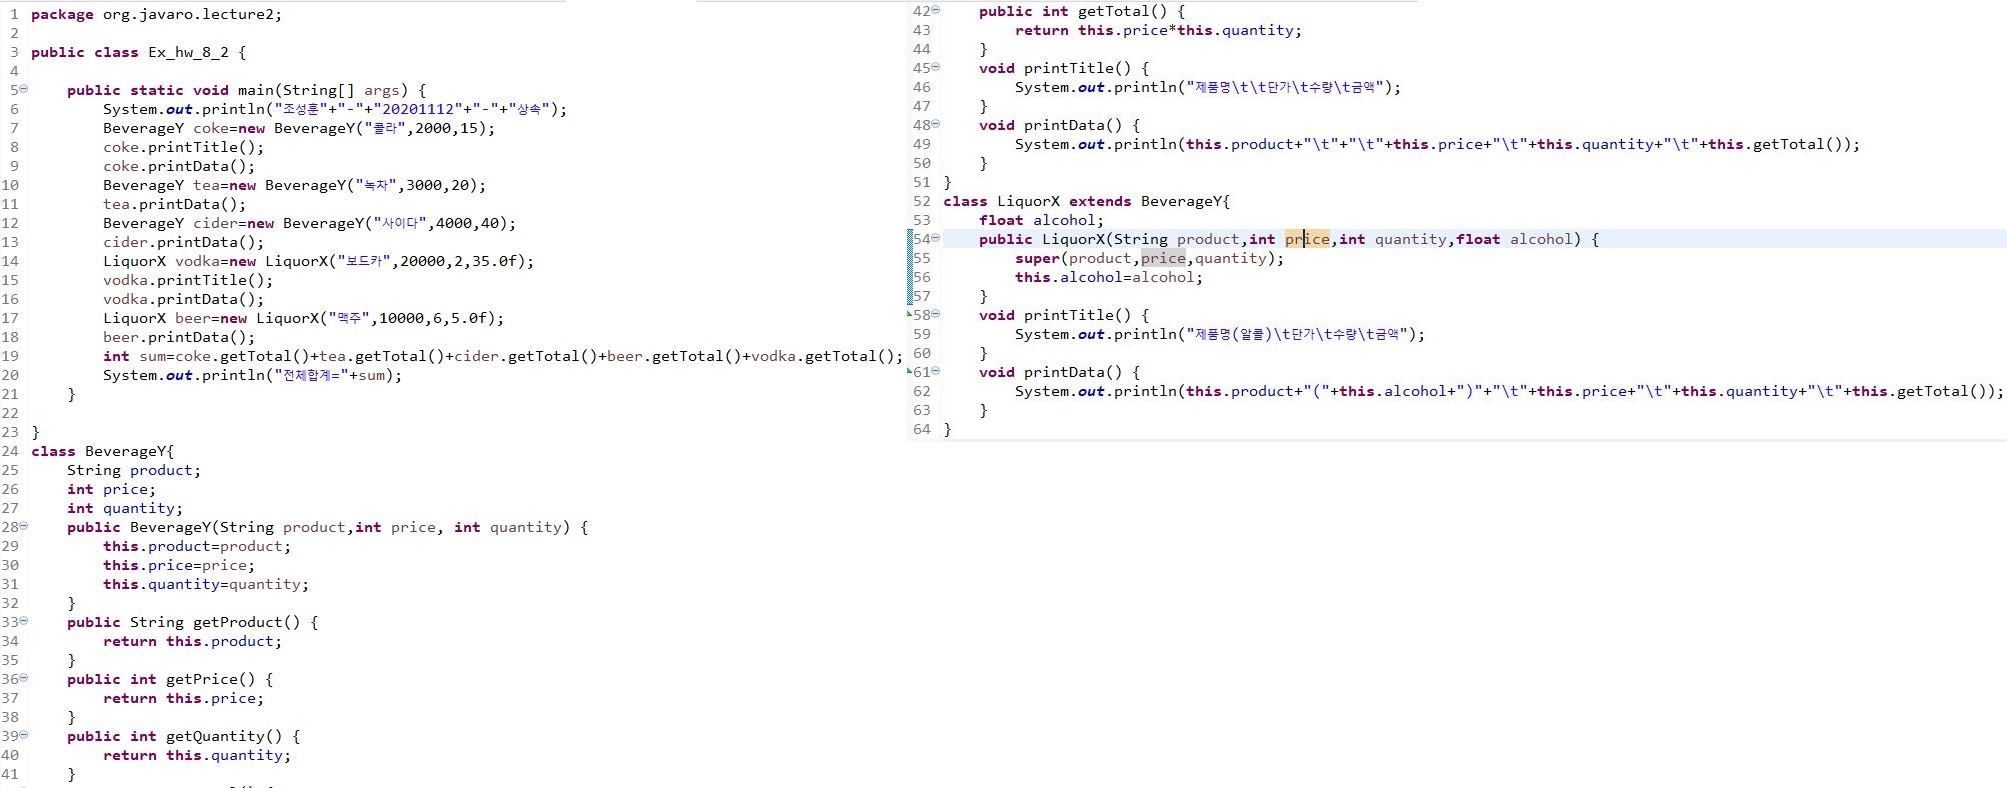 1 package org.javaro.lecture2;
2
3 public class Ex_hw_8_2 {
4
5 public static void main(String[] args) {
6 System.out.println("조성훈"+"-"+"20201112"+"-"+"상속");
7 BeverageY coke=new BeverageY("콜라",2000,15);
8 coke.printTitle();
9 coke.printData();
10 BeverageY tea=new BeverageY("녹차",3000,20);
11 tea.printData();
12 BeverageY cider=new BeverageY("사이다",4000,40);
13 cider.printData();
14 LiquorX vodka=new LiquorX("보드카",20000,2,35.0f);
15 vodka.printTitle();
16 vodka.printData();
17 LiquorX beer=new LiquorX("맥주",10000,6,5.0f);
18 beer.printData();
19 int sum=coke.getTotal()+tea.getTotal()+cider.getTotal()+beer.getTotal()+vodka.getTotal();
20 System.out.println("전체합계="+sum);
21 }
22
23 }
24 class BeverageY{
25 String product;
26 int price;
27 int quantity;
28 public BeverageY(String product,int price, int quantity) {
29 this.product=product;
30 this.price=price;
31 this.quantity=quantity;
32 }
33 public String getProduct() {
34 return this.product;
35 }
36 public int getPrice() {
37 return this.price;
38 }
39 public int getQuantity() {
40 return this.quantity;
41 }
42 public int getTotal() {
43 return this.price*this.quantity;
44 }
45 void printTitle() {
46 System.out.println("제품명\t\t단가\t수량\t금액");
47 }
48 void printData() {
49 System.out.println(this.product+"\t"+"\t"+this.price+"\t"+this.quantity+"\t"+this.getTotal());
50 }
51 }
52 class LiquorX extends BeverageY{
53 float alcohol;
54 public LiquorX(String product,int price,int quantity,float alcohol) {
55 super(product,price,quantity);
56 this.alcohol=alcohol;
57 }
58 void printTitle() {
59 System.out.println("제품명(알콜)\t단가\t수량\t금액");
60 }
61 void printData() {
62 System.out.println(this.product+"("+this.alcohol+")"+"\t"+this.price+"\t"+this.quantity+"\t"+this.getTotal());
63 }
64 }